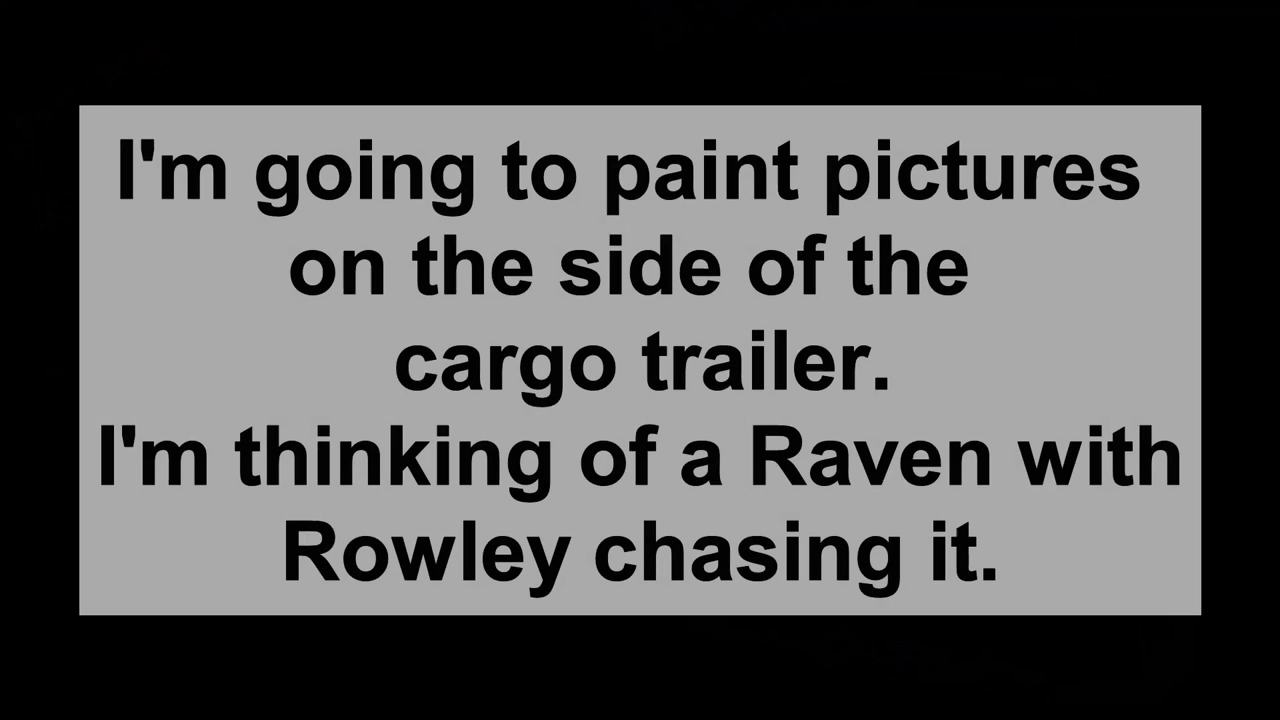 I'm going to paint pictures
on the side of the
cargo trailer.
I'm thinking of a Raven with
Rowley chasing it.